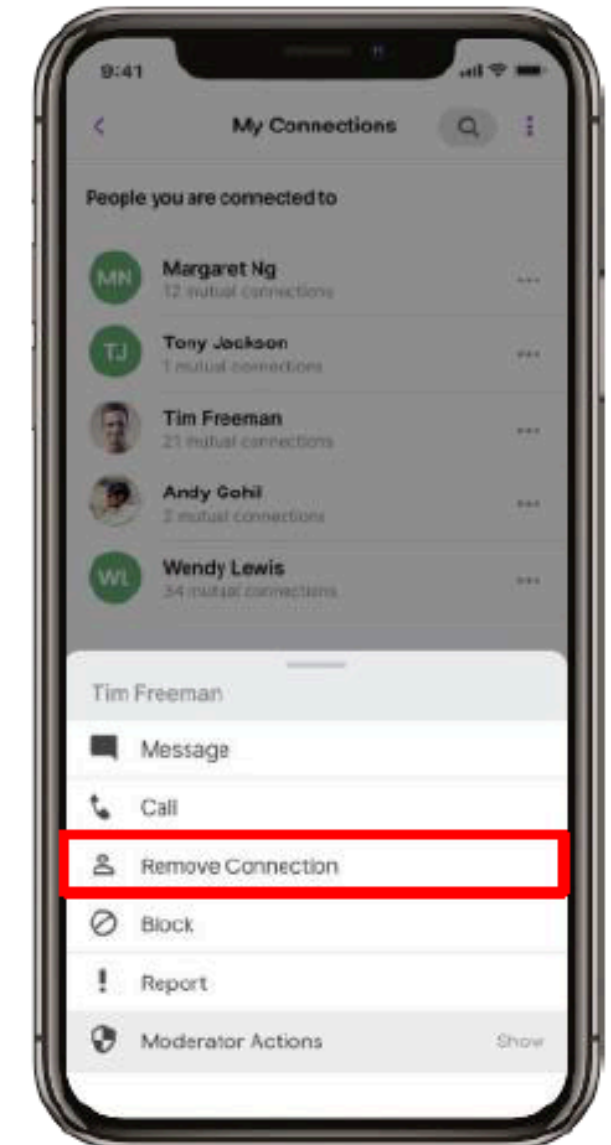 9:41
My Connections
People you are connected to
MN
Margaret Ng
12 mutual connections
TJ
Tony Jackson
1 mutual connections
Tim Freeman
21 mutual connections
Andy Gohil
2 mutual connections
WL
Wendy Lewis
34 mutual connections
Tim Freeman
Message
Call
Remove Connection
Block
Report
Moderator Actions Show